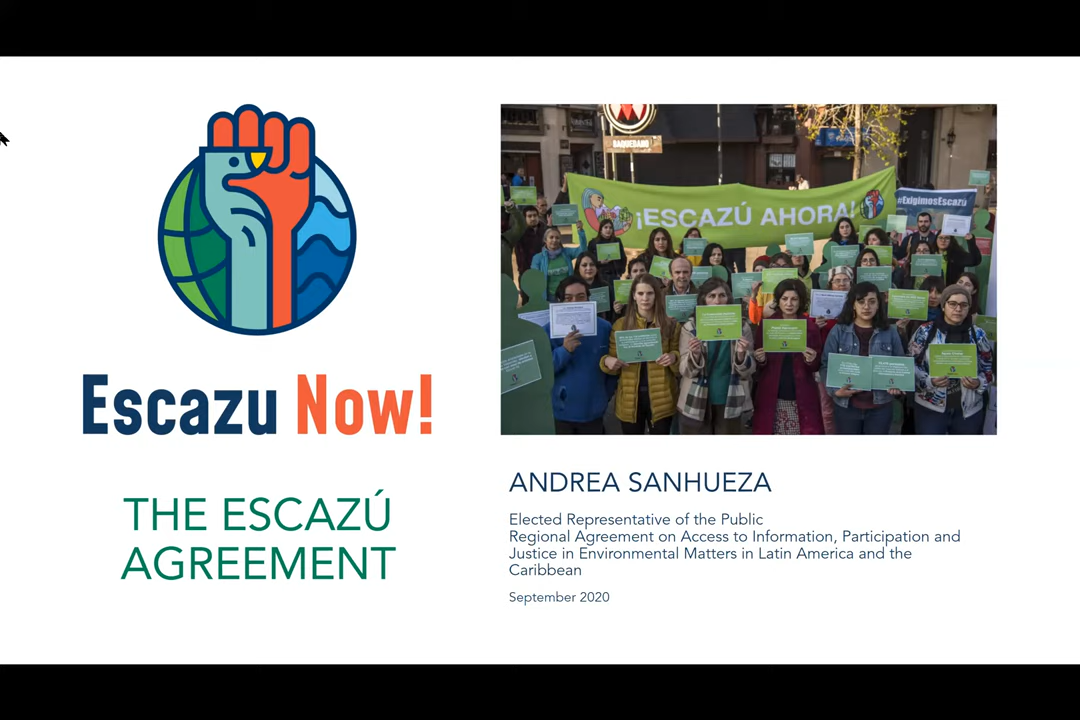 Escazu Now!
THE ESCAZÚ
AGREEMENT
BAQUEDANO
¡ESCAZÚ AHORA!
#ExigimosEscazú
ANDREA SANHUEZA
Elected Representative of the Public
Regional Agreement on Access to Information, Participation and
Justice in Environmental Matters in Latin America and the
Caribbean
September 2020